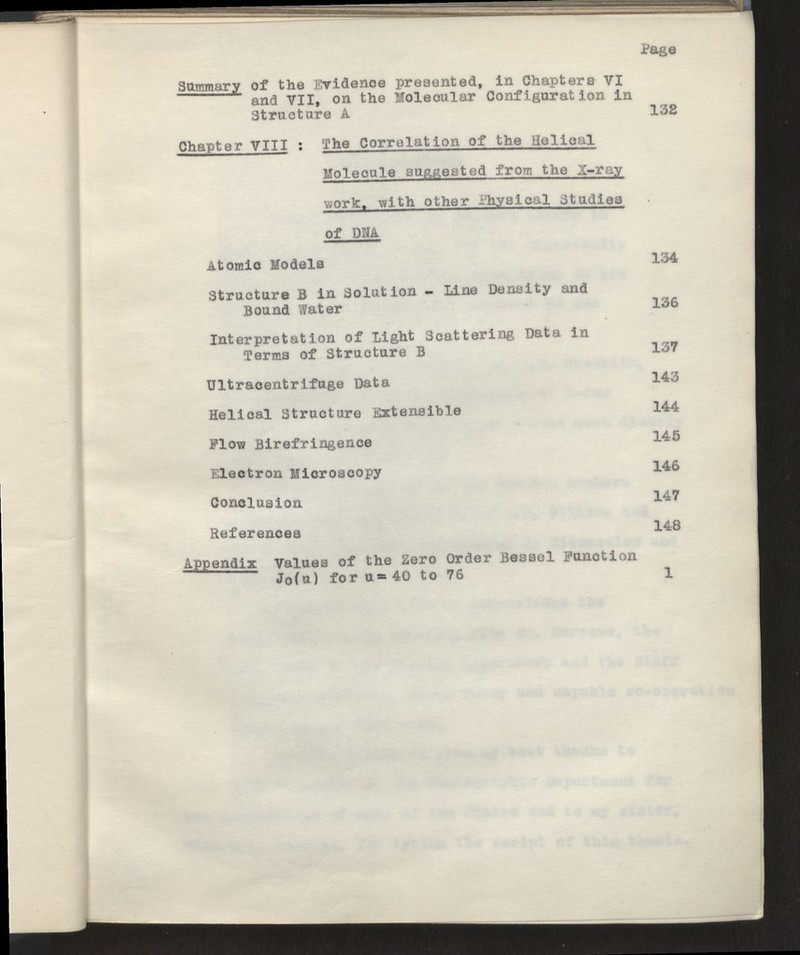 Page
Summary of the Evidence presented, in Chapters VI
and VII, on the Molecular Configuration in
Structure A 132
Chapter VIII : The Correlation of the Helical
Molecule suggested from the X-ray
work, with other Physical Studies
of DNA
Atomic Models 134
Structure B in Solution - Line Density and
Bound Water 136
Interpretation of Light Scattering Data in
Terms of Structure B 137
Ultracentrifuge Data 143
Helical Structure Extensible 144
Flow Birefringence 145
Electron Microscopy 146
Conclusion 147
References 148
Appendix Values of the Zero Order Bessel Function
Jo(u) for u= 40 to 76 1